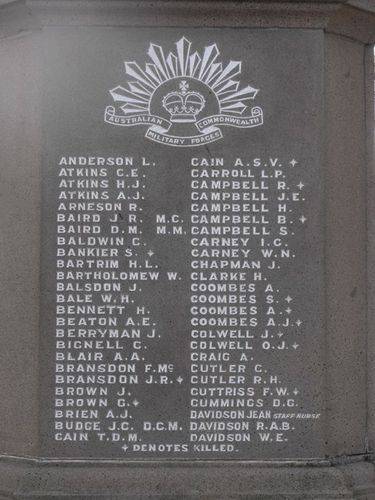 AUSTRALIAN COMMONWEALTH
MILITARY FORCES
ANDERSON L.
ATKINS C.E.
ATKINS H.J.
ATKINS A.J.
ARNESON R.
BAIRD J.R. M.C.
BAIRD D.M. M.M.
BALDWIN C.
BANKIER S. +
BARTRIM H.L.
BARTHOLOMEW W.
BALSDON J.
BALE W.H.
BENNETT H.
BEATON A.E.
BERRYMAN J.
BIGNELL C.
BLAIR A.A.
BRANSDON F.Mc
BRANSDON J.R. +
BROWN J.
BROWN G. +
BRIEN A.J.
BUDGE J.C. D.C.M.
CAIN T.D.M.
CAIN A.S.V. +
CARROLL L.P.
CAMPBELL R. +
CAMPBELL J.E.
CAMPBELL H.
CAMPBELL B. +
CAMPBELL S.
CARNEY I.C.
CARNEY W.N.
CHAPMAN J.
CLARKE H.
COOMBES A.
COOMBES S. +
COOMBES A. +
COOMBES A.J. +
COLWELL J. +
COLWELL O.J. +
CRAIG A.
CUTLER C.
CUTLER R.H.
CUTTRISS F.W. +
CUMMINGS D.G.
DAVIDSON JEAN STAFF NURSE
DAVIDSON R.A.B.
DAVIDSON W.E.
+ DENOTES KILLED.